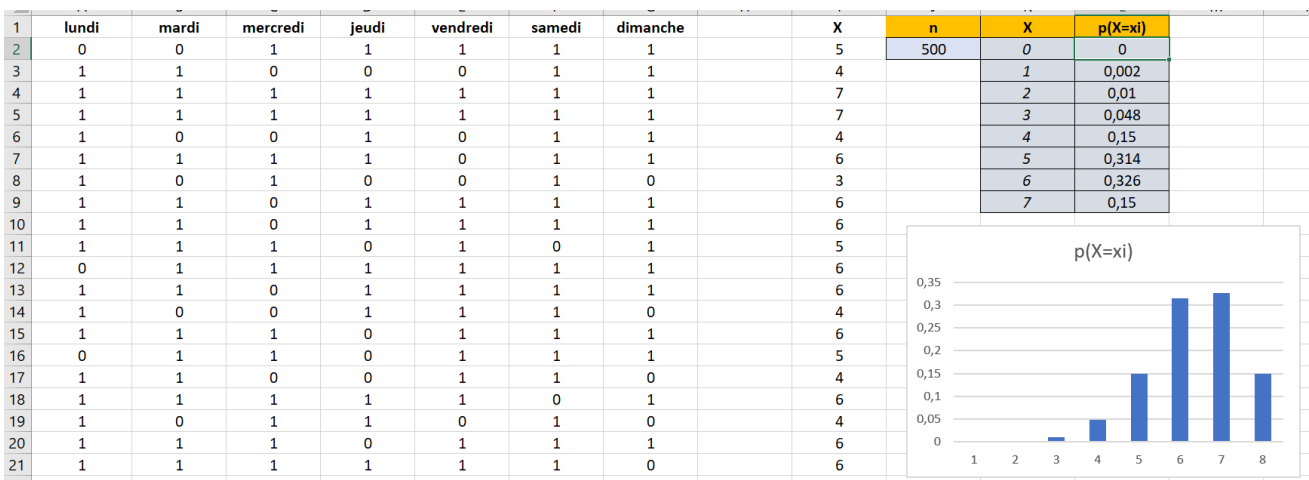 1 lundi mardi mercredi jeudi vendredi samedi dimanche X n X p(X=xi)
2 0 0 1 1 1 1 1 5 500 0 0
3 1 1 0 0 0 1 1 4 1 0,002
4 1 1 1 1 1 1 1 7 2 0,01
5 1 1 1 1 1 1 1 7 3 0,048
6 1 0 0 1 0 1 1 4 4 0,15
7 1 1 1 1 0 1 1 6 5 0,314
8 1 0 1 0 0 1 0 3 6 0,326
9 1 1 0 1 1 1 1 6 7 0,15
10 1 1 0 1 1 1 1 6
11 1 1 1 0 1 0 1 5
12 0 1 1 1 1 1 1 6
13 1 1 0 1 1 1 1 6
14 1 0 0 1 1 1 0 4
15 1 1 1 0 1 1 1 6
16 0 1 1 0 1 1 1 5
17 1 1 0 0 1 1 0 4
18 1 1 1 1 1 0 1 6
19 1 0 1 1 0 1 0 4
20 1 1 1 0 1 1 1 6
21 1 1 1 1 1 1 0 6
p(X=xi)
0,35
0,3
0,25
0,2
0,15
0,1
0,05
0
1 2 3 4 5 6 7 8